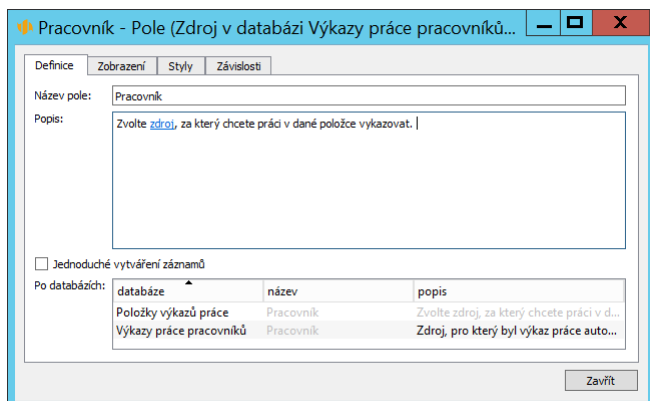 Pracovník - Pole (Zdroj v databázi Výkazy práce pracovníků...
Definice Zobrazení Styly Závislosti
Název pole: Pracovník
Popis: Zvolte zdroj, za který chcete práci v dané položce vykazovat.
Jednoduché vytváření záznamů
Po databázích: databáze název popis
Položky výkazů práce Pracovník Zvolte zdroj, za který chcete práci v d...
Výkazy práce pracovníků Pracovník Zdroj, pro který byl výkaz práce auto...
Zavřít